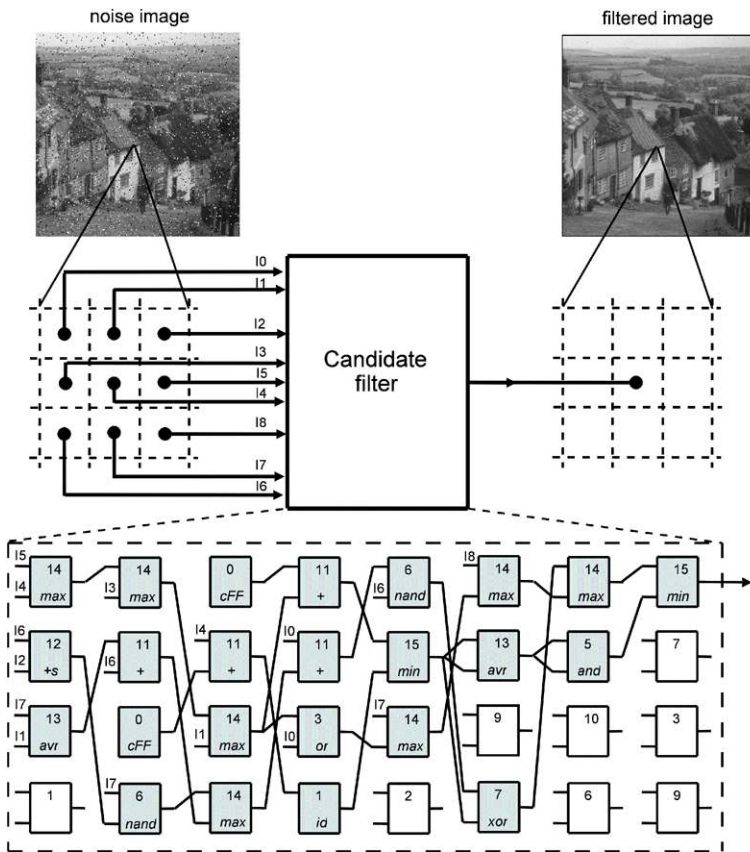 noise image
filtered image
I0
I1
I2
I3
I5
I4
I8
I7
I6
Candidate
filter
I5 14 14 0 11 6 I8 14 14 15
I4 max I3 max cFF + I6 nand max max min
I6 12 11 I4 11 I0 11 15 13 5 7
I2 +s I6 + + + min avr and
I7 13 0 14 3 I7 14 9 10 3
I1 avr cFF I1 max I0 or max
1 I7 6 14 1 2 7 6 9
nand max id xor